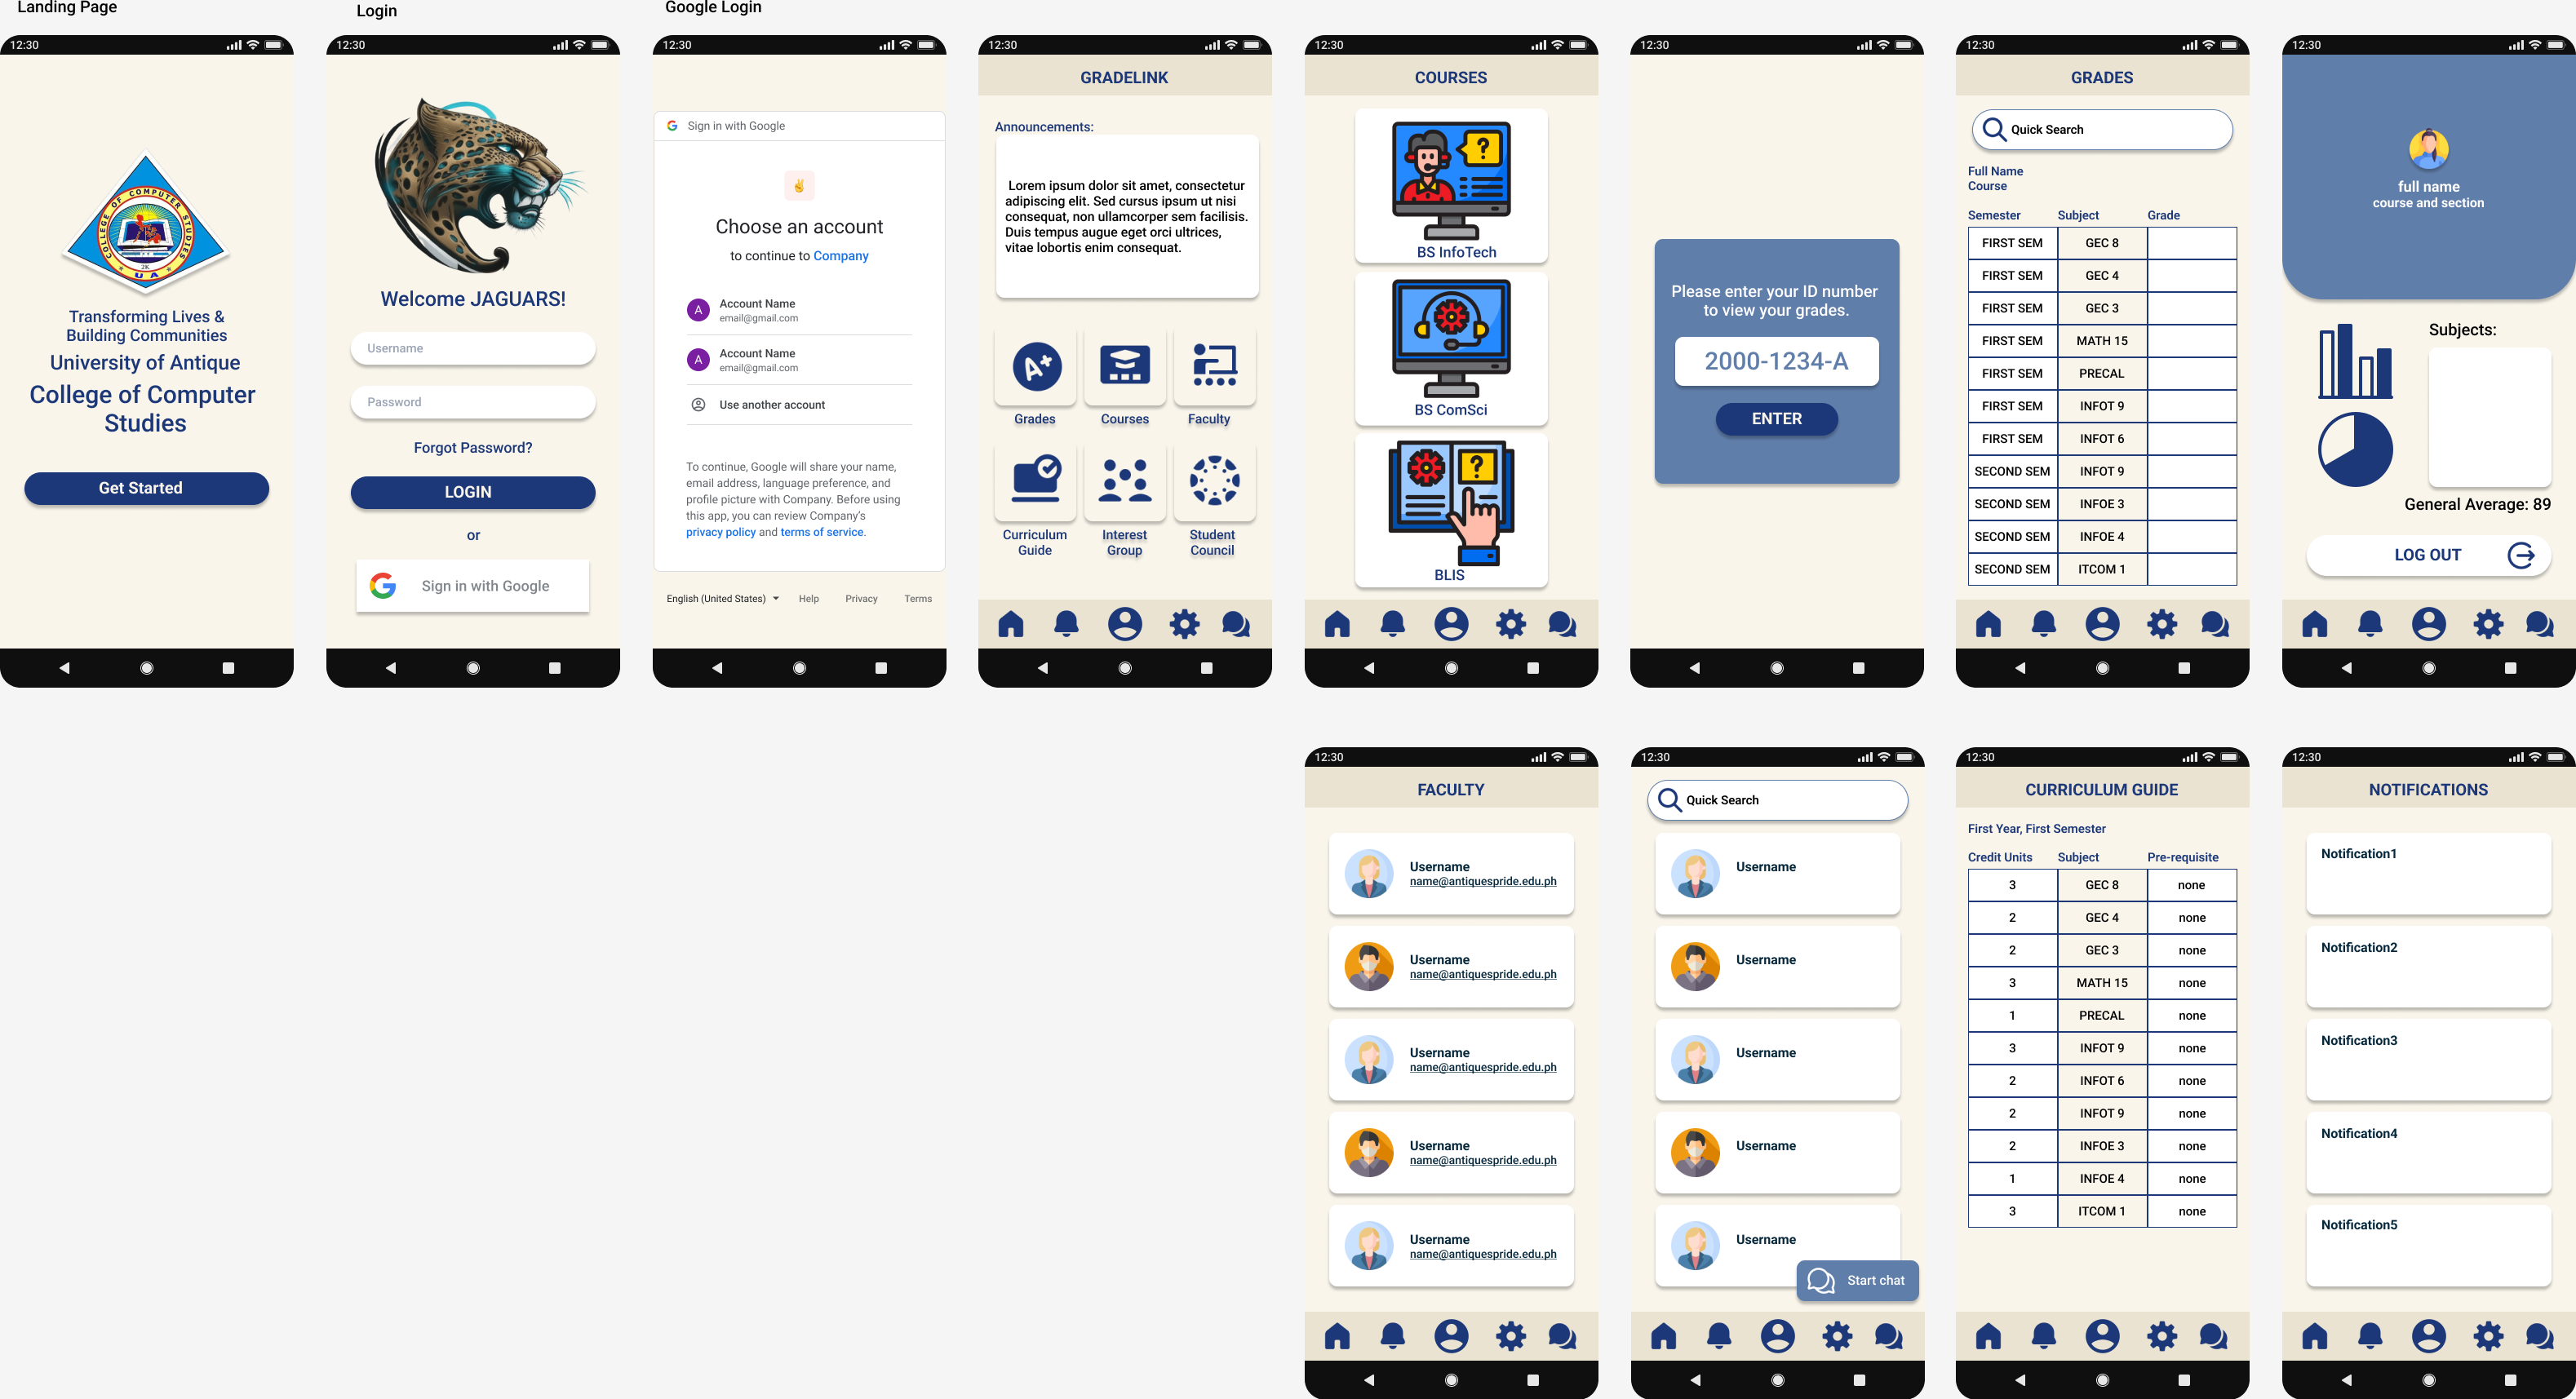 Landing Page
Login
Google Login
12:30
COLLEGE OF COMPUTER STUDIES
2K
U A
Transforming Lives &
Building Communities
University of Antique
College of Computer
Studies
Get Started
12:30
Welcome JAGUARS!
Username
Password
Forgot Password?
LOGIN
or
Sign in with Google
12:30
Sign in with Google
Choose an account
to continue to Company
A
Account Name
email@gmail.com
A
Account Name
email@gmail.com
Use another account
To continue, Google will share your name,
email address, language preference, and
profile picture with Company. Before using
this app, you can review Company's
privacy policy and terms of service.
English (United States)
Help
Privacy
Terms
12:30
GRADELINK
Announcements:
Lorem ipsum dolor sit amet, consectetur
adipiscing elit. Sed cursus ipsum ut nisi
consequat, non ullamcorper sem facilisis.
Duis tempus augue eget orci ultrices,
vitae lobortis enim consequat.
A+
Grades
Courses
Faculty
Curriculum
Guide
Interest
Group
Student
Council
12:30
COURSES
?
BS InfoTech
BS ComSci
?
BLIS
12:30
Please enter your ID number
to view your grades.
2000-1234-A
ENTER
12:30
GRADES
Quick Search
Full Name
Course
Semester Subject Grade
FIRST SEM GEC 8
FIRST SEM GEC 4
FIRST SEM GEC 3
FIRST SEM MATH 15
FIRST SEM PRECAL
FIRST SEM INFOT 9
FIRST SEM INFOT 6
SECOND SEM INFOT 9
SECOND SEM INFOE 3
SECOND SEM INFOE 4
SECOND SEM ITCOM 1
12:30
full name
course and section
Subjects:
General Average: 89
LOG OUT
12:30
FACULTY
Username
name@antiquespride.edu.ph
Username
name@antiquespride.edu.ph
Username
name@antiquespride.edu.ph
Username
name@antiquespride.edu.ph
Username
name@antiquespride.edu.ph
12:30
Quick Search
Username
Username
Username
Username
Username
Start chat
12:30
CURRICULUM GUIDE
First Year, First Semester
Credit Units Subject Pre-requisite
3 GEC 8 none
2 GEC 4 none
2 GEC 3 none
3 MATH 15 none
1 PRECAL none
3 INFOT 9 none
2 INFOT 6 none
2 INFOT 9 none
2 INFOE 3 none
1 INFOE 4 none
3 ITCOM 1 none
12:30
NOTIFICATIONS
Notification1
Notification2
Notification3
Notification4
Notification5